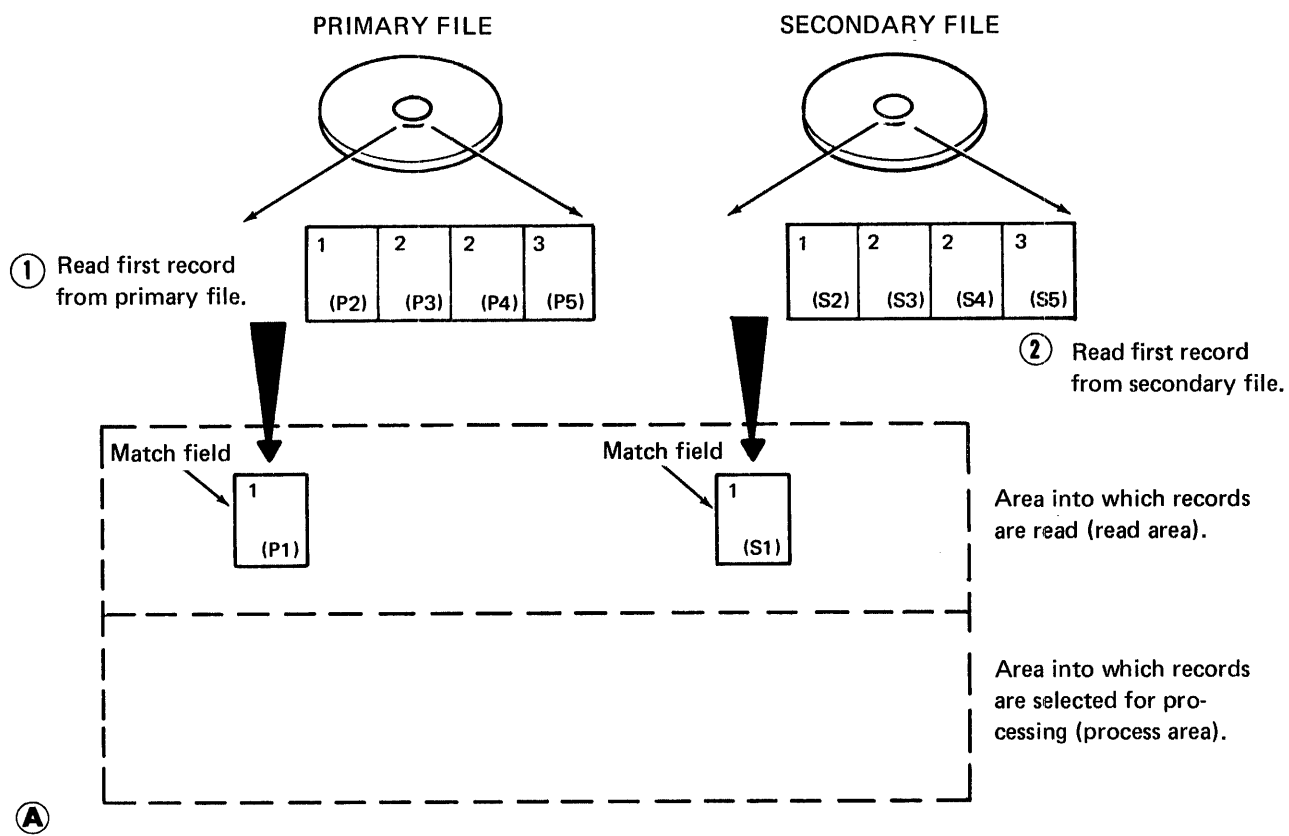 PRIMARY FILE
SECONDARY FILE
1 Read first record
from primary file.
1 2 2 3
(P2) (P3) (P4) (P5)
1 2 2 3
(S2) (S3) (S4) (S5)
2 Read first record
from secondary file.
Match field
1
(P1)
Match field
1
(S1)
Area into which records
are read (read area).
Area into which records
are selected for pro-
cessing (process area).
A